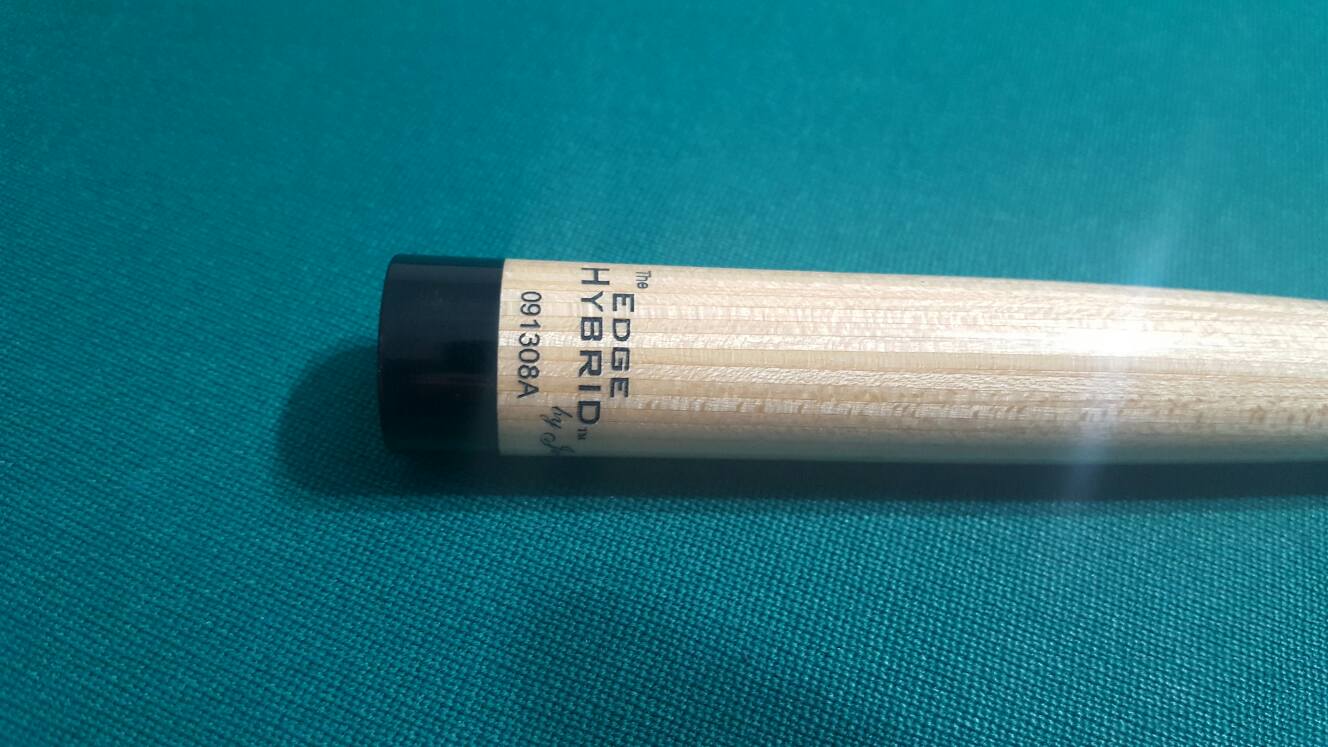 The
EDGE
HYBRID™
by
091308A